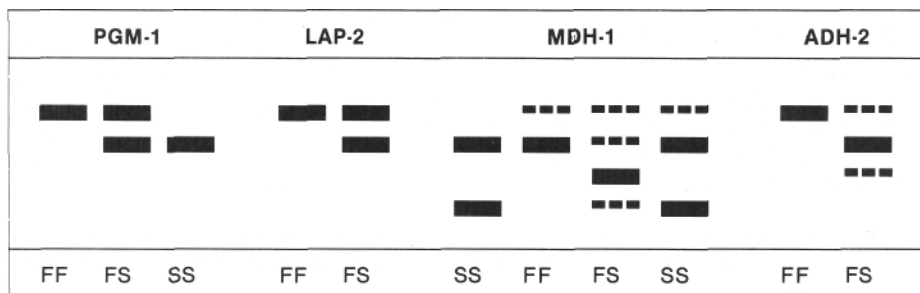 PGM-1 LAP-2 MDH-1 ADH-2
FF FS SS FF FS SS FF FS SS FF FS